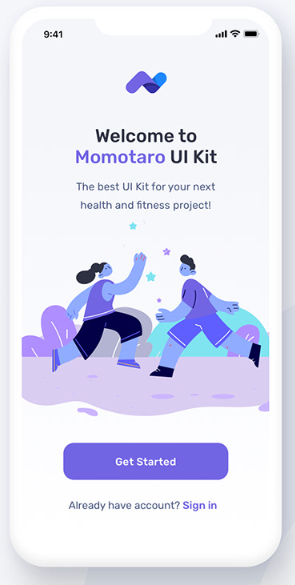 9:41
Welcome to
Momotaro UI Kit
The best UI Kit for your next
health and fitness project!
Get Started
Already have account? Sign in